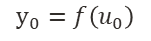 y₀ = f(u₀)